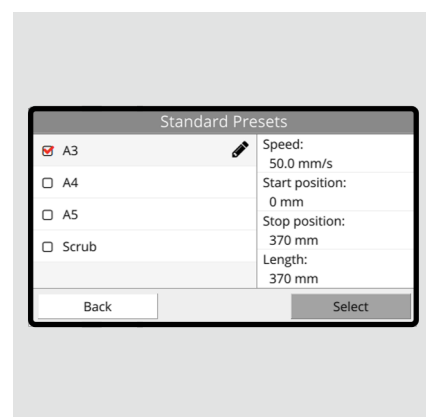 Standard Presets
A3
A4
A5
Scrub
Speed:
50.0 mm/s
Start position:
0 mm
Stop position:
370 mm
Length:
370 mm
Back
Select